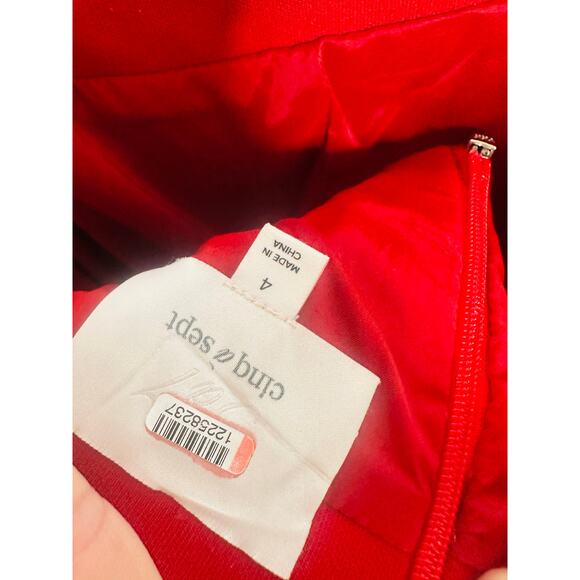 cinq à sept
4
MADE IN
CHINA
12258237